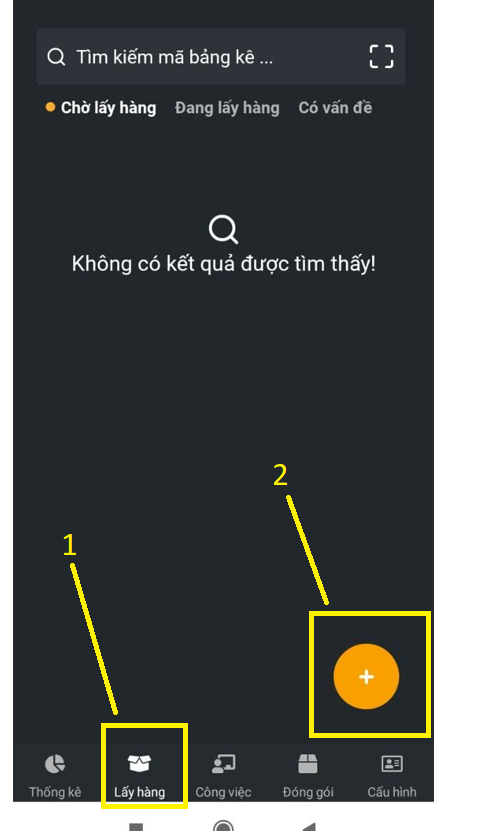 Tìm kiếm mã bảng kê ...
Chờ lấy hàng Đang lấy hàng Có vấn đề
Không có kết quả được tìm thấy!
2
1
+
Thống kê Lấy hàng Công việc Đóng gói Cấu hình